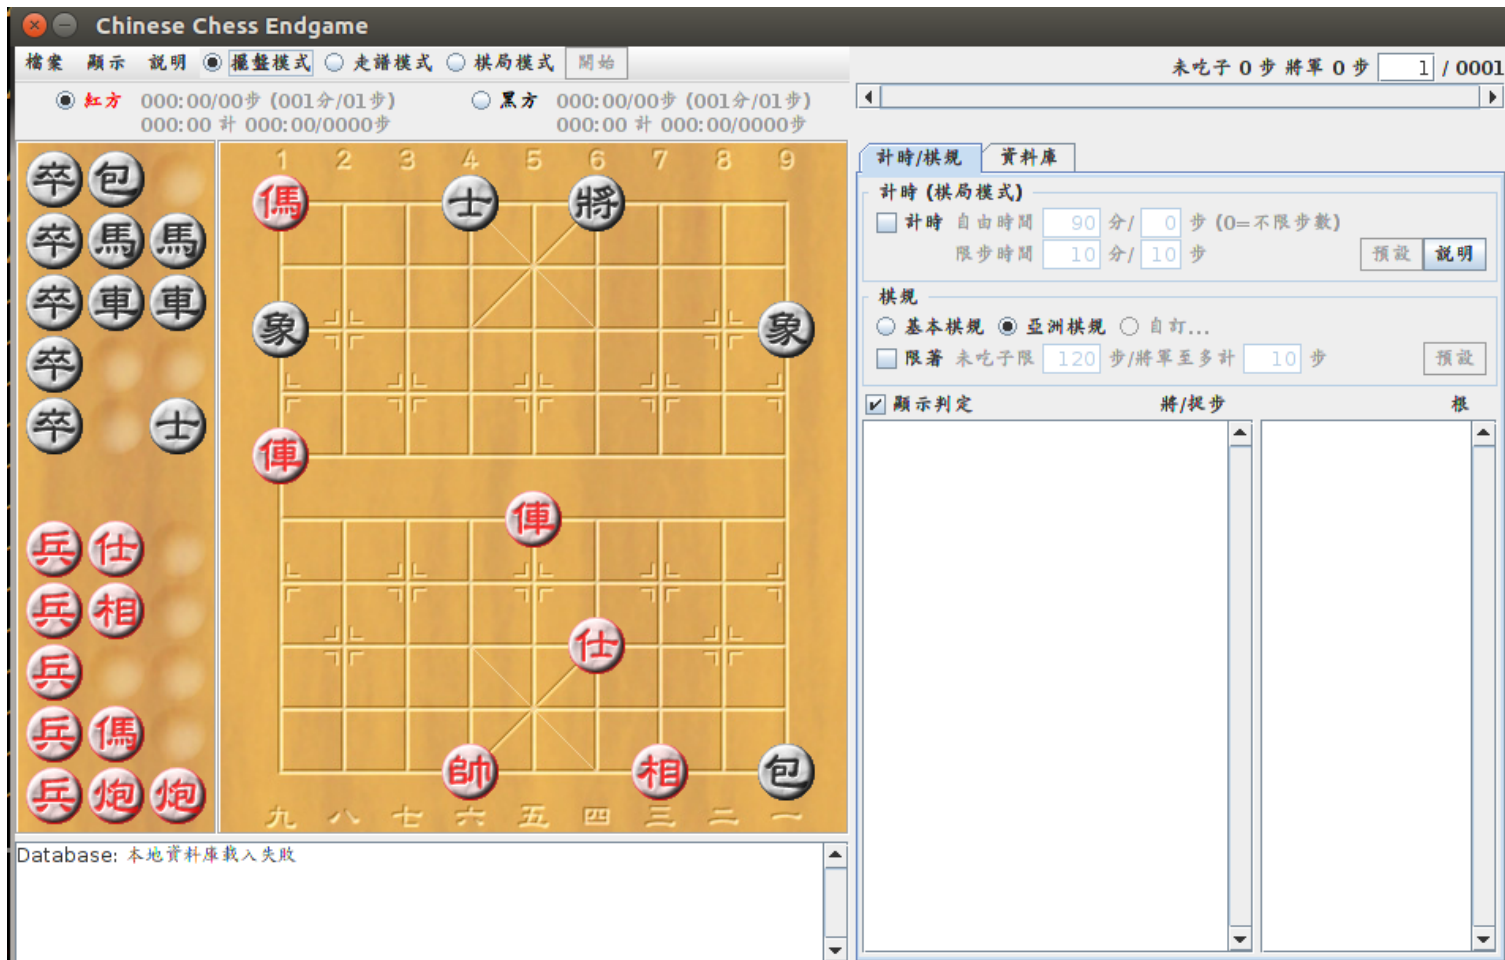 Chinese Chess Endgame
檔案 顯示 說明 擺盤模式 走譜模式 棋局模式 開始
未吃子 0 步 將軍 0 步 1 / 0001
紅方 000:00/00步 (001分/01步) 黑方 000:00/00步 (001分/01步)
000:00 計 000:00/0000步 000:00 計 000:00/0000步
計時/棋規 資料庫
計時 (棋局模式)
計時 自由時間 90 分/ 0 步 (0=不限步數)
限步時間 10 分/ 10 步 預設 說明
棋規
基本棋規 亞洲棋規 自訂...
限著 未吃子限 120 步/將軍至多計 10 步 預設
顯示判定 將/捉步 根
卒 包
卒 馬 馬
卒 車 車
卒
卒 士
兵 仕
兵 相
兵
兵 傌
兵 炮 炮
1 2 3 4 5 6 7 8 9
傌 士 將
象 象
俥
俥
仕
帥 相 包
九 八 七 六 五 四 三 二 一
Database: 本地資料庫載入失敗